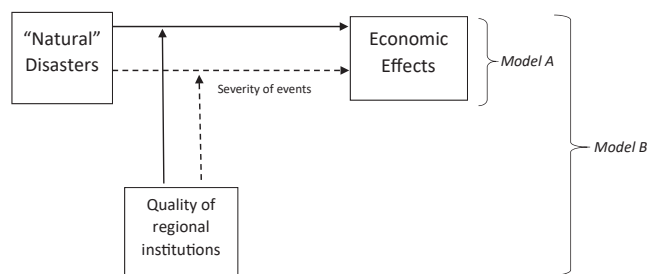 “Natural”
Disasters
Economic
Effects
Model A
Severity of events
Model B
Quality of
regional
institutions